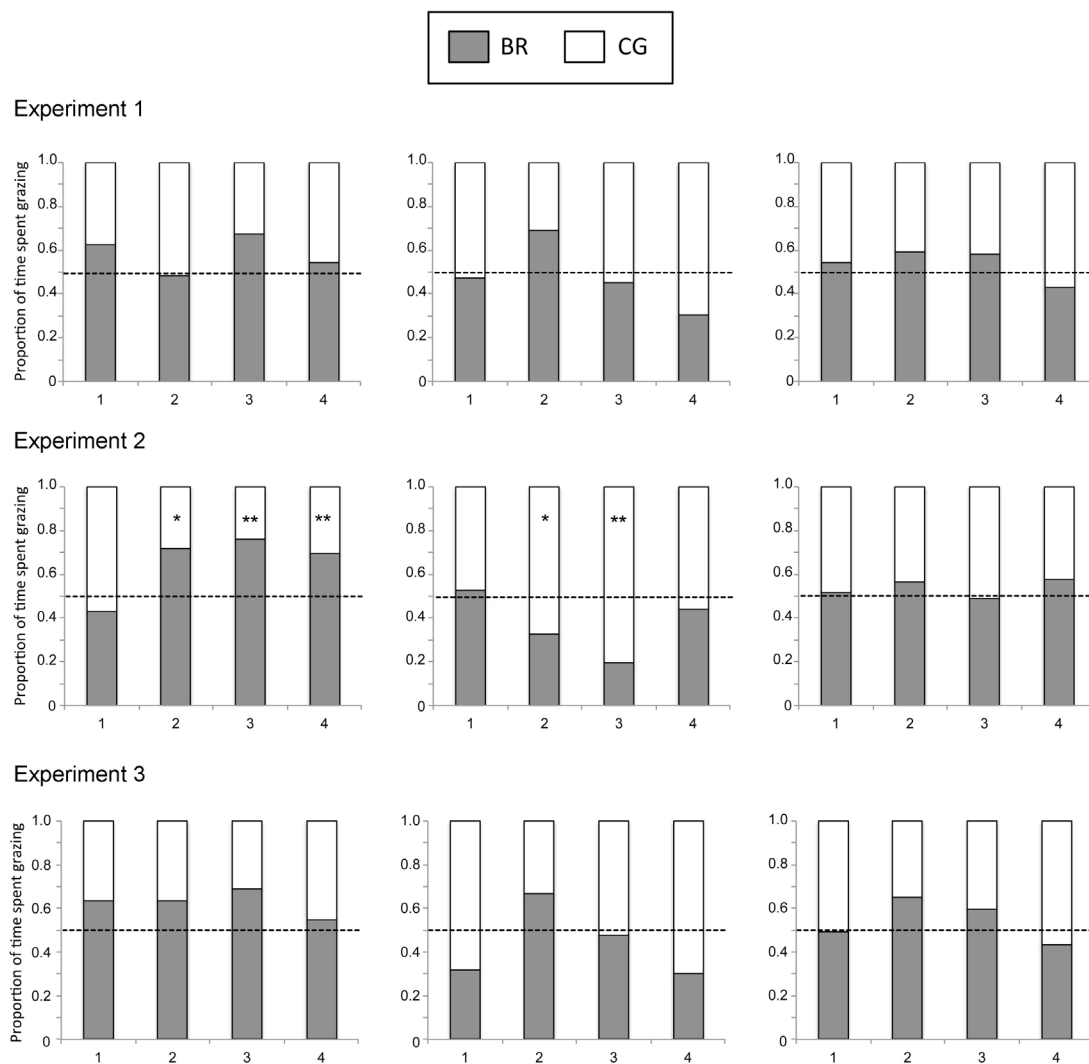 BR CG
Experiment 1
Proportion of time spent grazing
1.0 1.0 1.0
0.8 0.8 0.8
0.6 0.6 0.6
0.4 0.4 0.4
0.2 0.2 0.2
0 0 0
1 2 3 4 1 2 3 4 1 2 3 4
Experiment 2
Proportion of time spent grazing
1.0 1.0 1.0
* ** ** * **
0.8 0.8 0.8
0.6 0.6 0.6
0.4 0.4 0.4
0.2 0.2 0.2
0 0 0
1 2 3 4 1 2 3 4 1 2 3 4
Experiment 3
Proportion of time spent grazing
1.0 1.0 1.0
0.8 0.8 0.8
0.6 0.6 0.6
0.4 0.4 0.4
0.2 0.2 0.2
0 0 0
1 2 3 4 1 2 3 4 1 2 3 4